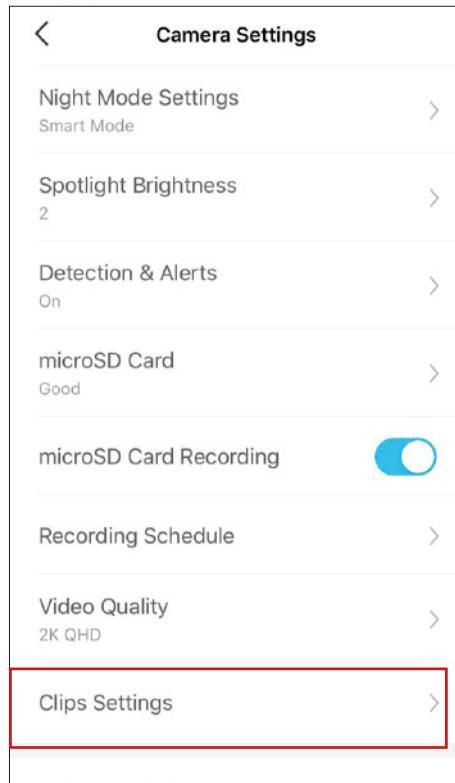 Camera Settings
Night Mode Settings
Smart Mode
Spotlight Brightness
2
Detection & Alerts
On
microSD Card
Good
microSD Card Recording
Recording Schedule
Video Quality
2K QHD
Clips Settings